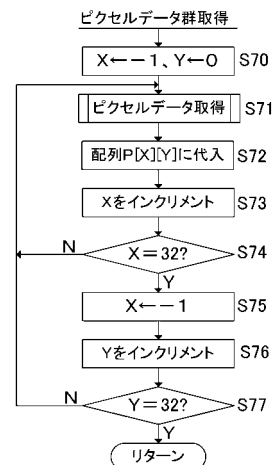 ピクセルデータ群取得
X←−1、Y←0 S70
ピクセルデータ取得 S71
配列P[X][Y]に代入 S72
Xをインクリメント S73
N X=32? S74
Y
X←−1 S75
Yをインクリメント S76
N Y=32? S77
Y
リターン